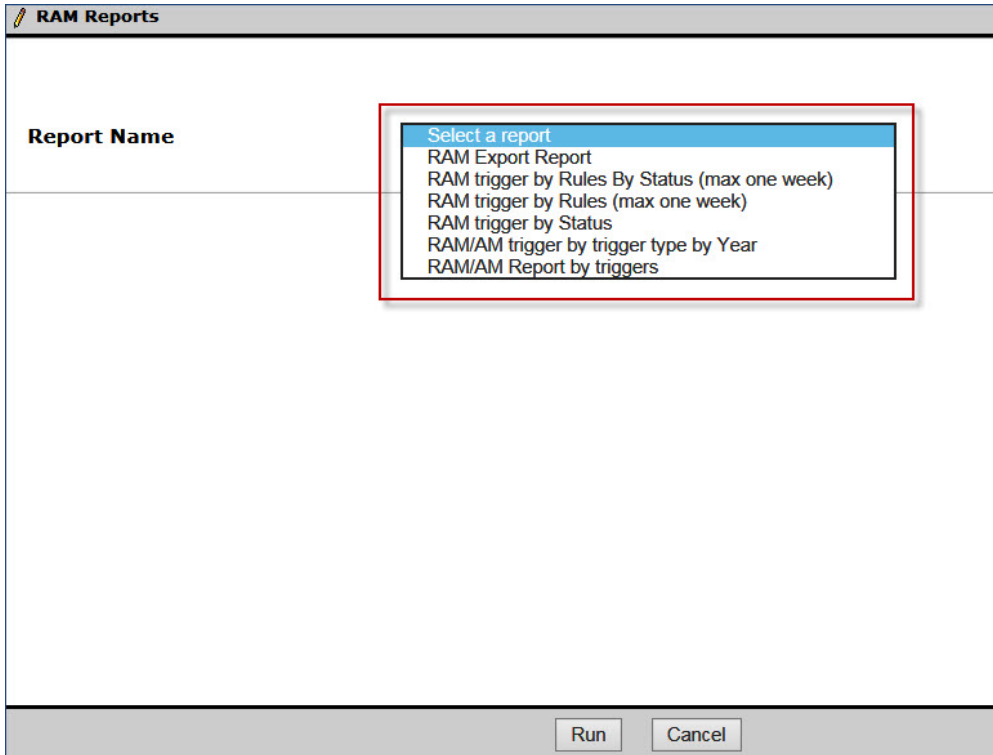 RAM Reports
Report Name
Select a report
RAM Export Report
RAM trigger by Rules By Status (max one week)
RAM trigger by Rules (max one week)
RAM trigger by Status
RAM/AM trigger by trigger type by Year
RAM/AM Report by triggers
Run
Cancel